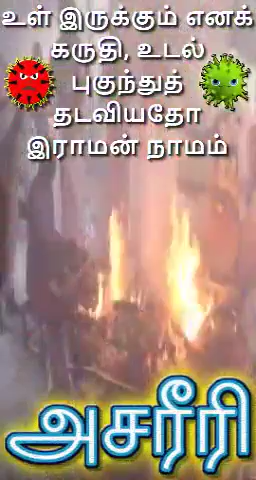 உள் இருக்கும் எனக்
கருதி, உடல்
புகுந்துத்
தடவியதோ
இராமன் நாமம்
அசரீரி